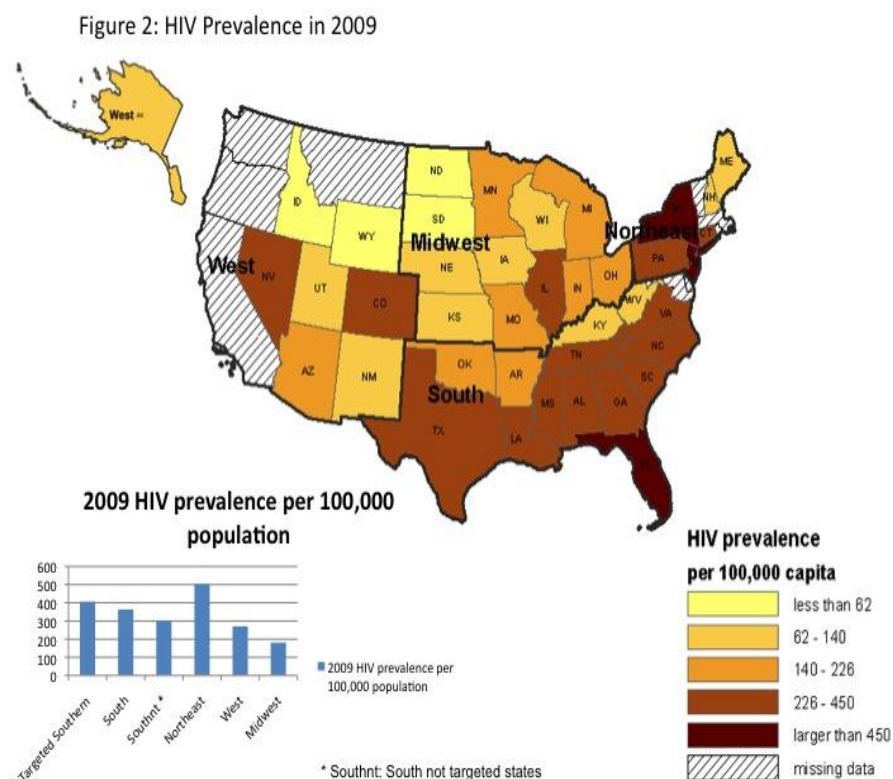 Figure 2: HIV Prevalence in 2009
West AK
ME
ND
MN
NH
ID
WI
MI
SD
WY
Northeast
CT
Midwest
West
NE
IA
PA
NV
UT
CO
IL
IN
OH
WV
KS
MO
KY
VA
NC
TN
AZ
NM
OK
AR
SC
South
MS
AL
GA
TX
LA
2009 HIV prevalence per 100,000
population
600
500
400
300
200
100
0
Targeted Southern
South
Southnt *
Northeast
West
Midwest
2009 HIV prevalence per
100,000 population
* Southnt: South not targeted states
HIV prevalence
per 100,000 capita
less than 62
62 - 140
140 - 226
226 - 450
larger than 450
missing data